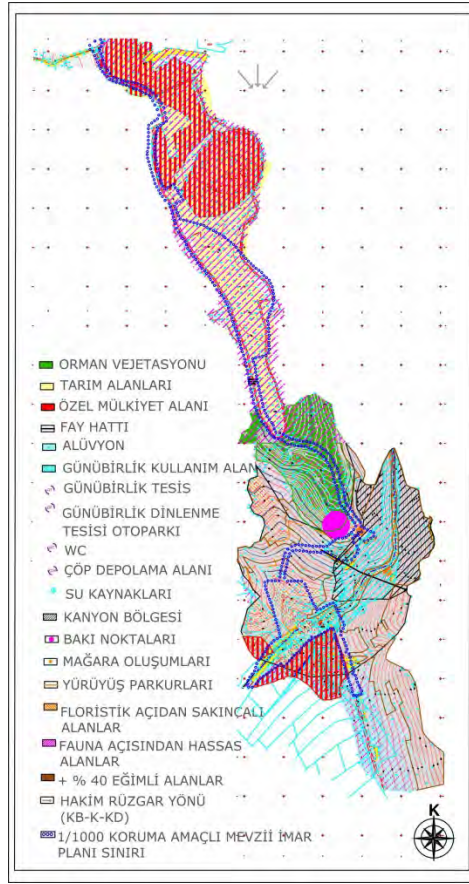 ORMAN VEJETASYONU
TARIM ALANLARI
ÖZEL MÜLKİYET ALANI
FAY HATTI
ALÜVYON
GÜNÜBİRLİK KULLANIM ALAN
GÜNÜBİRLİK TESİS
GÜNÜBİRLİK DİNLENME
TESİSİ OTOPARKI
WC
ÇÖP DEPOLAMA ALANI
SU KAYNAKLARI
KANYON BÖLGESİ
BAKI NOKTALARI
MAĞARA OLUŞUMLARI
YÜRÜYÜŞ PARKURLARI
FLORİSTİK AÇIDAN SAKINCALI
ALANLAR
FAUNA AÇISINDAN HASSAS
ALANLAR
+ % 40 EĞİMLİ ALANLAR
HAKİM RÜZGAR YÖNÜ
(KB-K-KD)
1/1000 KORUMA AMAÇLI MEVZİİ İMAR
PLANI SINIRI
K